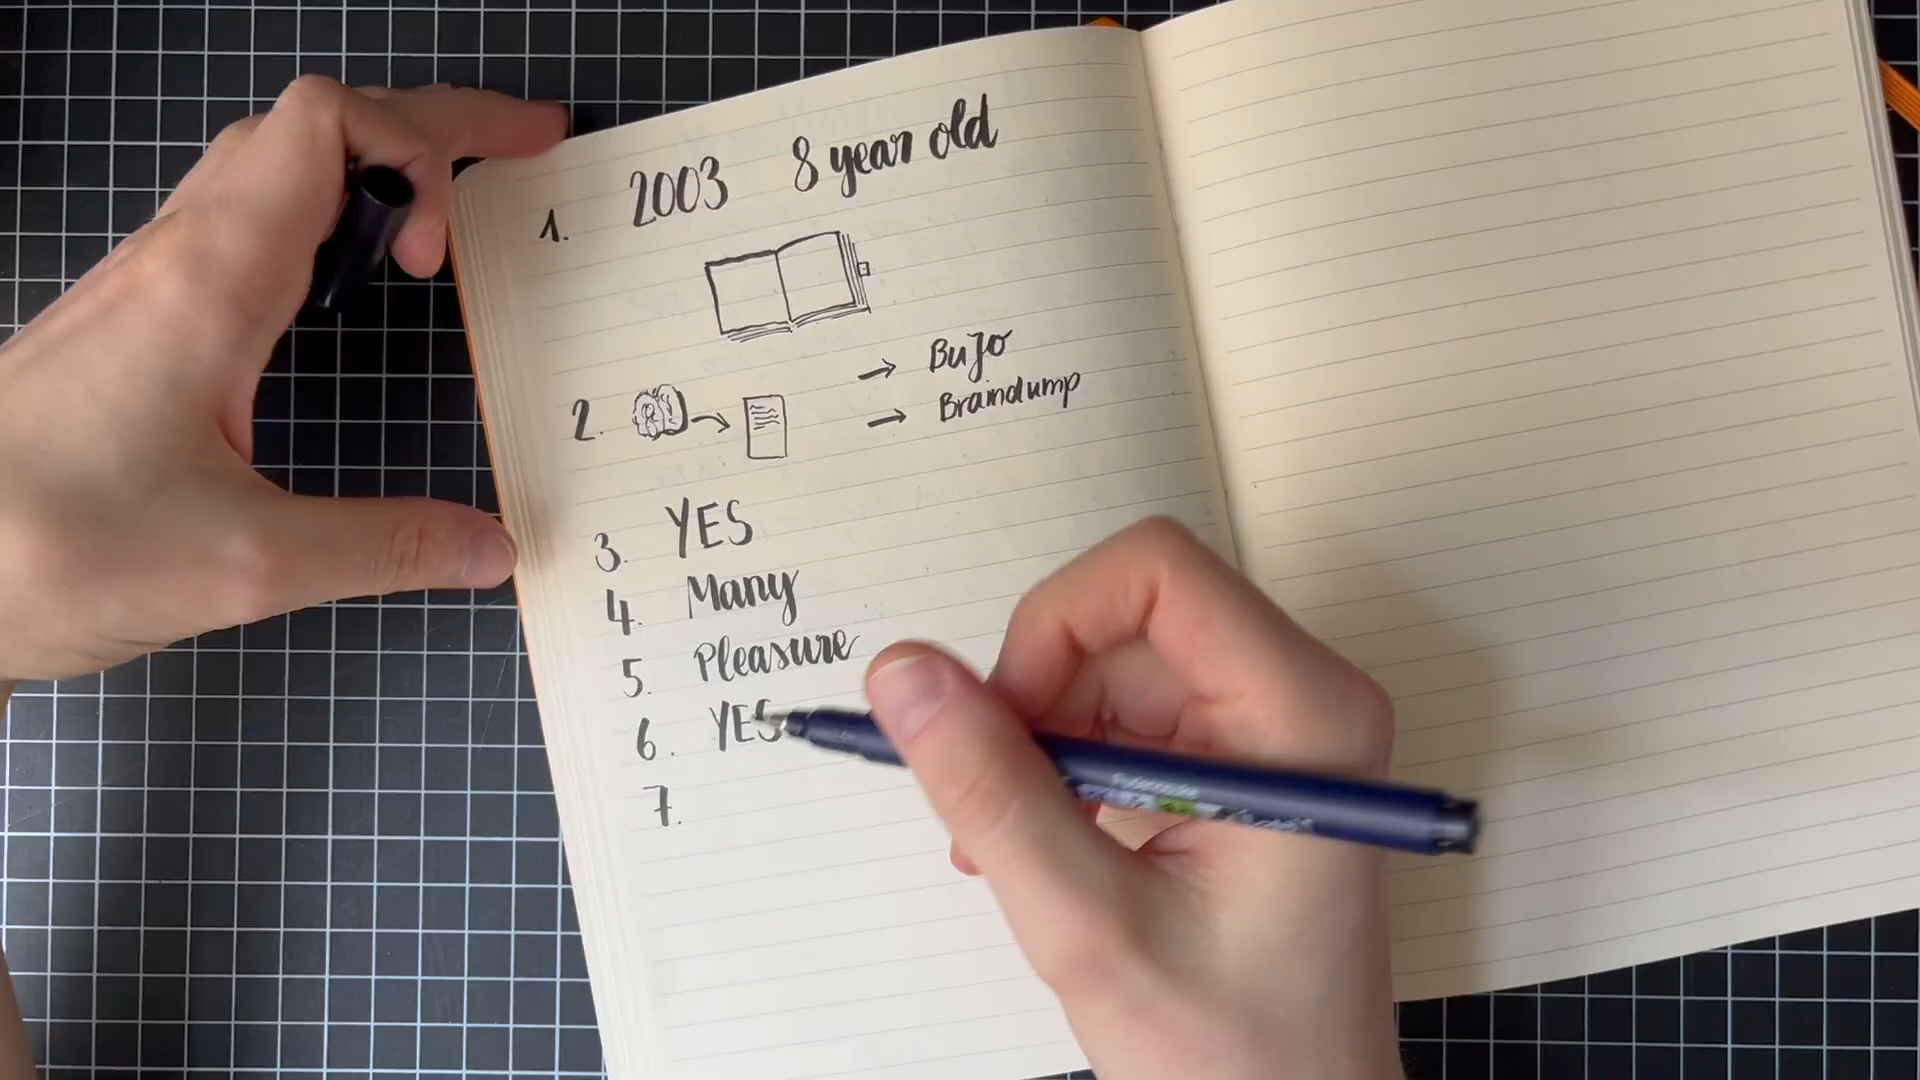 1. 2003 8 year old
2. → BuJo
→ Braindump
3. YES
4. Many
5. Pleasure
6. YES
7.